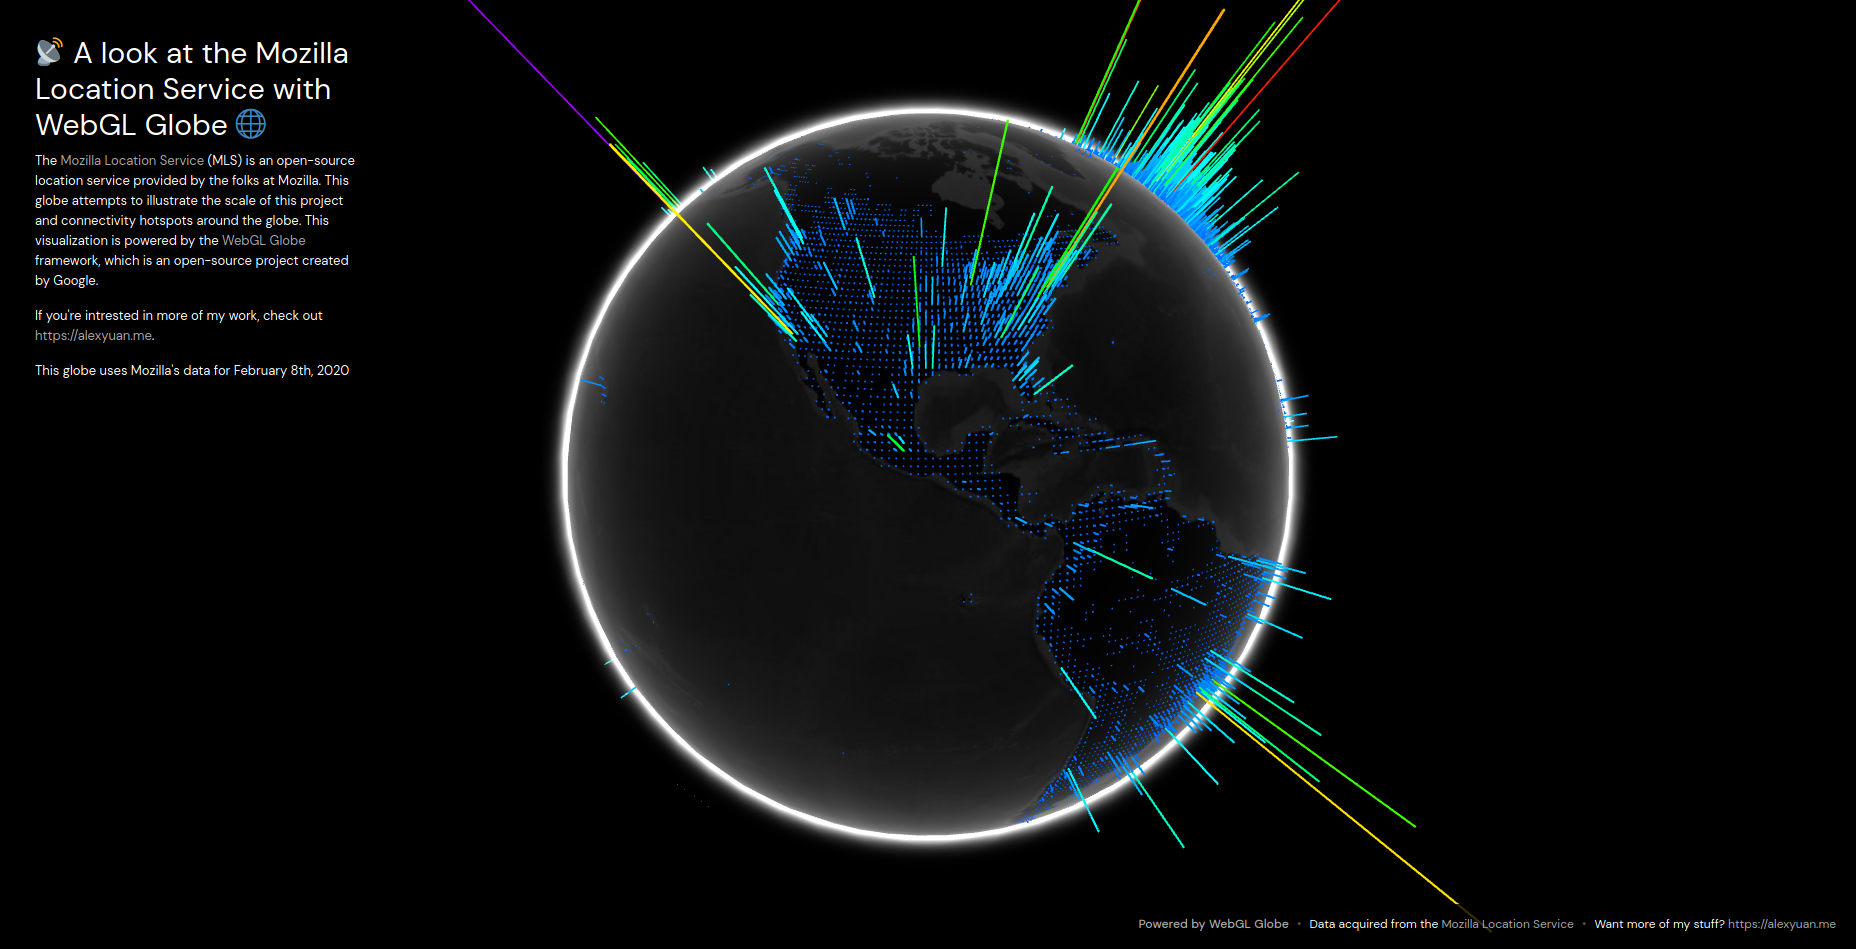 📡 A look at the Mozilla
Location Service with
WebGL Globe 🌐
The Mozilla Location Service (MLS) is an open-source
location service provided by the folks at Mozilla. This
globe attempts to illustrate the scale of this project
and connectivity hotspots around the globe. This
visualization is powered by the WebGL Globe
framework, which is an open-source project created
by Google.
If you're intrested in more of my work, check out
https://alexyuan.me.
This globe uses Mozilla's data for February 8th, 2020
Powered by WebGL Globe • Data acquired from the Mozilla Location Service • Want more of my stuff? https://alexyuan.me